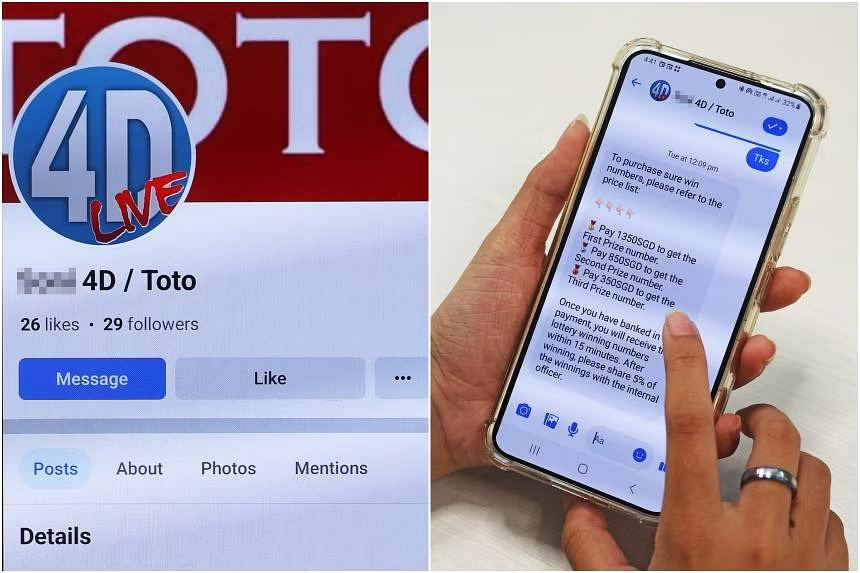 TOTO
4D
LIVE
4D / Toto
26 likes • 29 followers
Message
Like
Posts
About
Photos
Mentions
Details
4:41
32%
4D
4D / Toto
Tks
Tue at 12:09 pm
To purchase sure win
numbers, please refer to the
price list:
Pay 1350SGD to get the
First Prize number.
Pay 850SGD to get the
Second Prize number.
Pay 350SGD to get the
Third Prize number.
Once you have banked in
payment, you will receive
lottery winning numbers
within 15 minutes. After
winning, please share 5% of
the winnings with the internal
officer.
Aa